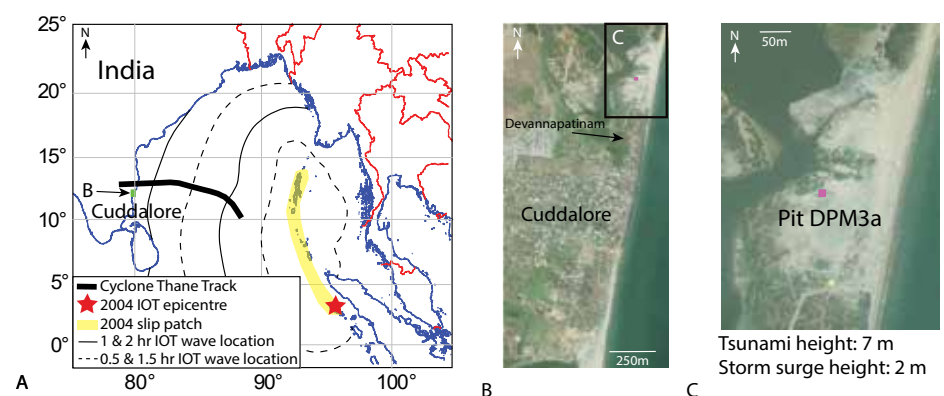 A
25°
20°
15°
10°
5°
0°
80°
90°
100°
N
India
B
Cuddalore
Cyclone Thane Track
2004 IOT epicentre
2004 slip patch
1 & 2 hr IOT wave location
0.5 & 1.5 hr IOT wave location
B
N
C
Devannapatinam
Cuddalore
250m
C
N
50m
Pit DPM3a
Tsunami height: 7 m
Storm surge height: 2 m